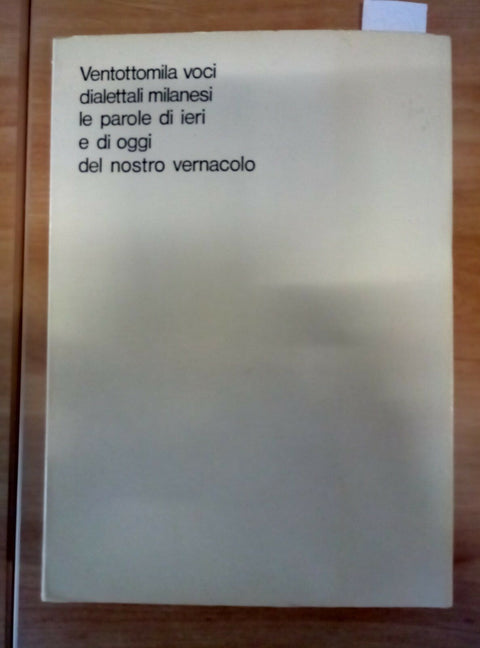 Ventottomila voci
dialettali milanesi
le parole di ieri
e di oggi
del nostro vernacolo